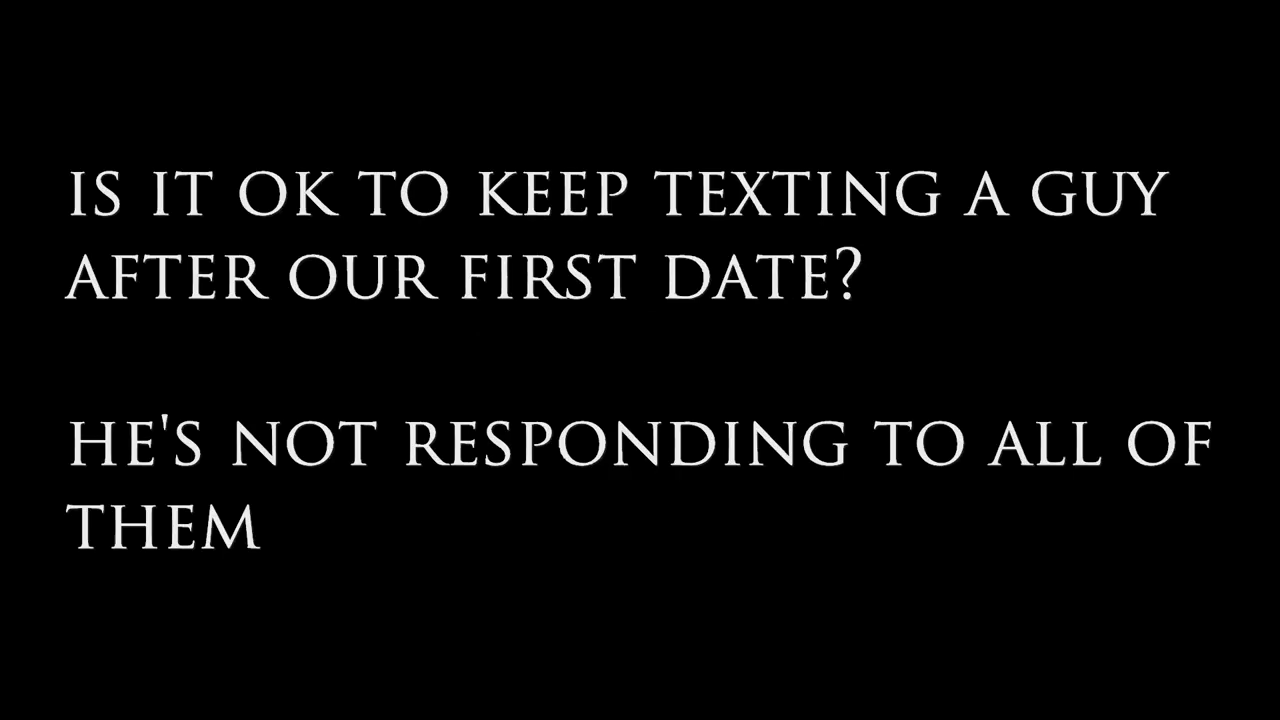 IS IT OK TO KEEP TEXTING A GUY
AFTER OUR FIRST DATE?
HE'S NOT RESPONDING TO ALL OF
THEM